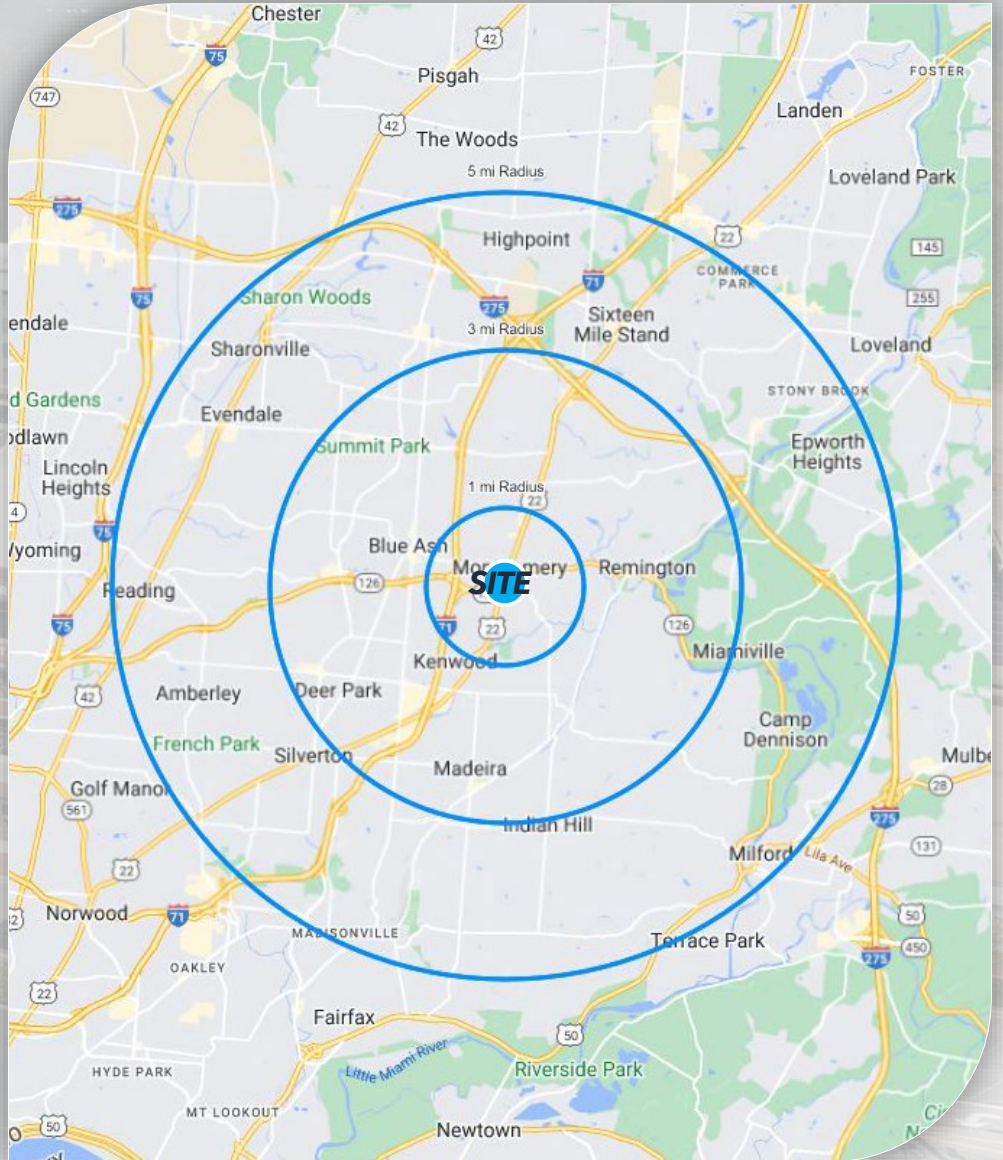 Chester
75
42
Pisgah
FOSTER
747
Landen
42
The Woods
5 mi Radius
Loveland Park
275
22
Highpoint
145
COMMERCE
PARK
71
75
Sharon Woods
255
275
endale
Sixteen
Mile Stand
3 mi Radius
Loveland
Sharonville
STONY BROOK
d Gardens
Evendale
odlawn
Summit Park
Epworth
Heights
Lincoln
Heights
1 mi Radius
22
4
75
Wyoming
Blue Ash
Montgomery
Remington
126
SITE
Reading
75
71
22
126
Kenwood
Miamiville
42
Amberley
Deer Park
Camp
Dennison
French Park
Silverton
Mulbe
Madeira
Golf Manor
28
561
275
Indian Hill
131
Milford
Lila Ave
22
Norwood
71
50
MADISONVILLE
Terrace Park
450
275
OAKLEY
22
Fairfax
50
Little Miami River
HYDE PARK
Riverside Park
MT LOOKOUT
50
Newtown